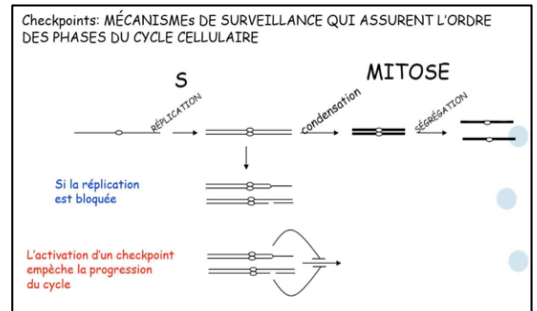 Checkpoints: MÉCANISMEs DE SURVEILLANCE QUI ASSURENT L'ORDRE
DES PHASES DU CYCLE CELLULAIRE
S
MITOSE
RÉPLICATION
condensation
SÉGRÉGATION
Si la réplication
est bloquée
L'activation d'un checkpoint
empèche la progression
du cycle